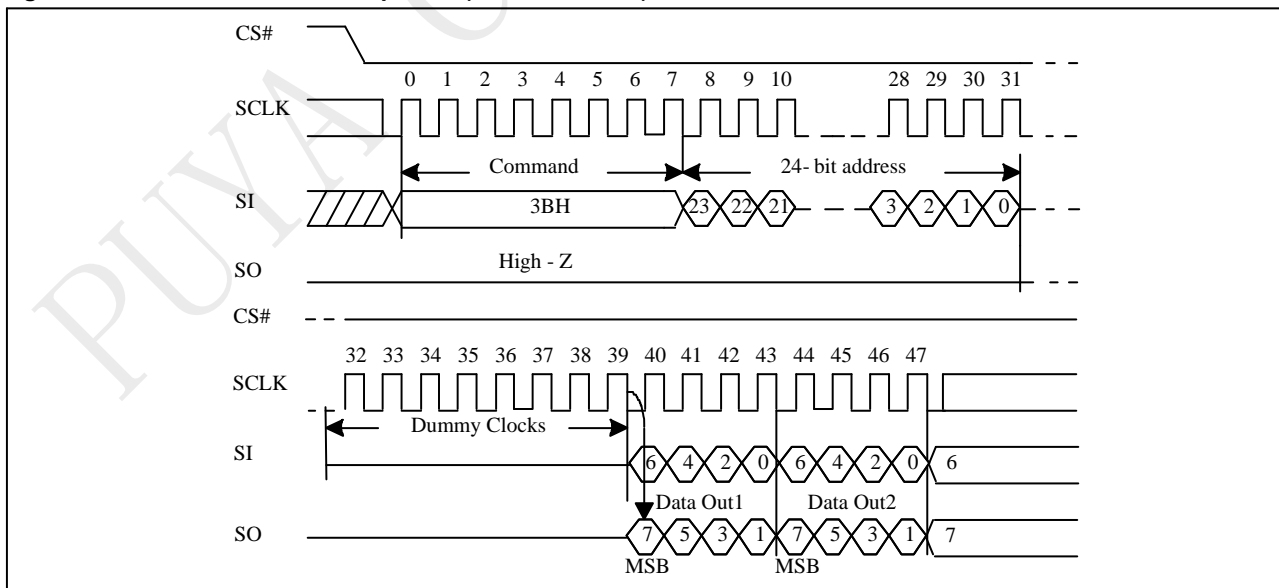 CS#
0 1 2 3 4 5 6 7 8 9 10 28 29 30 31
SCLK
Command 24- bit address
SI 3BH 23 22 21 3 2 1 0
SO High - Z
CS#
32 33 34 35 36 37 38 39 40 41 42 43 44 45 46 47
SCLK
Dummy Clocks
SI 6 4 2 0 6 4 2 0 6
Data Out1 Data Out2
SO 7 5 3 1 7 5 3 1 7
MSB MSB
PUYA